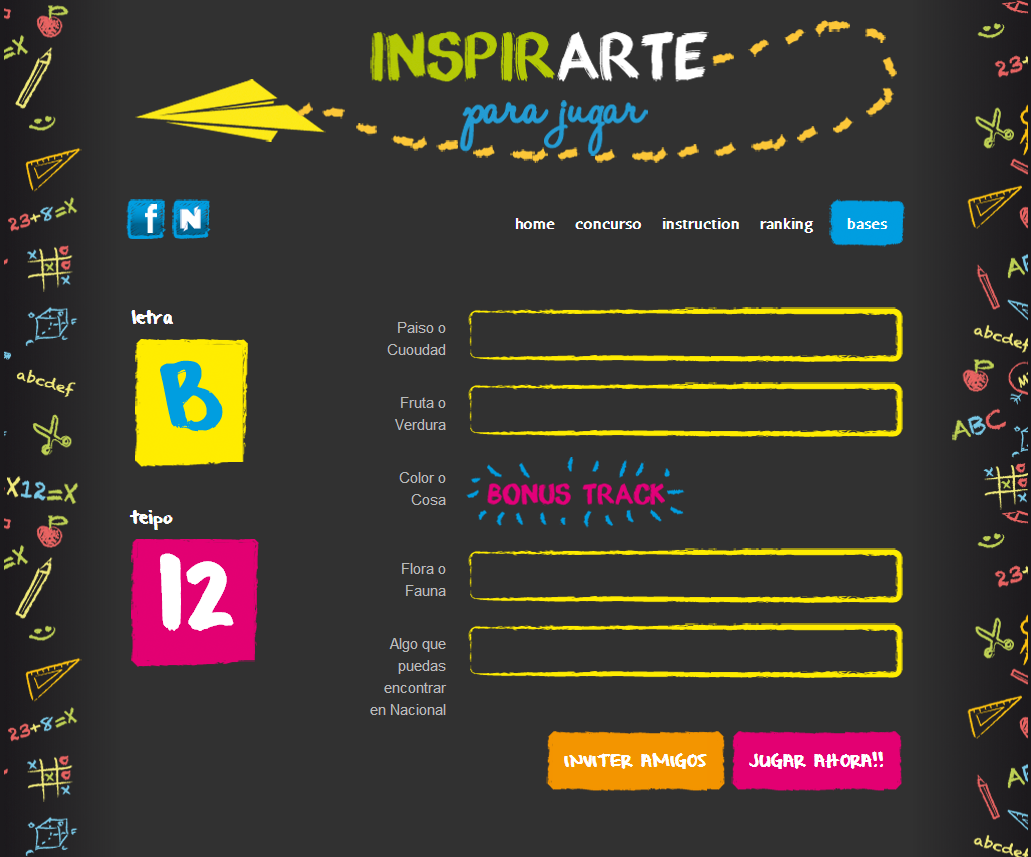 INSPIRARTE
para jugar
f N
home concurso instruction ranking bases
letra
B
teipo
12
Paiso o
Cuoudad
Fruta o
Verdura
Color o
Cosa
BONUS TRACK
Flora o
Fauna
Algo que
puedas
encontrar
en Nacional
INVITER AMIGOS JUGAR AHORA!!
=X
23+8=X
X X
abcdef
X12=X
=X
23+8=X
X X
23+
AB
abcdef
ABC
X X
23+
AB
abcdef